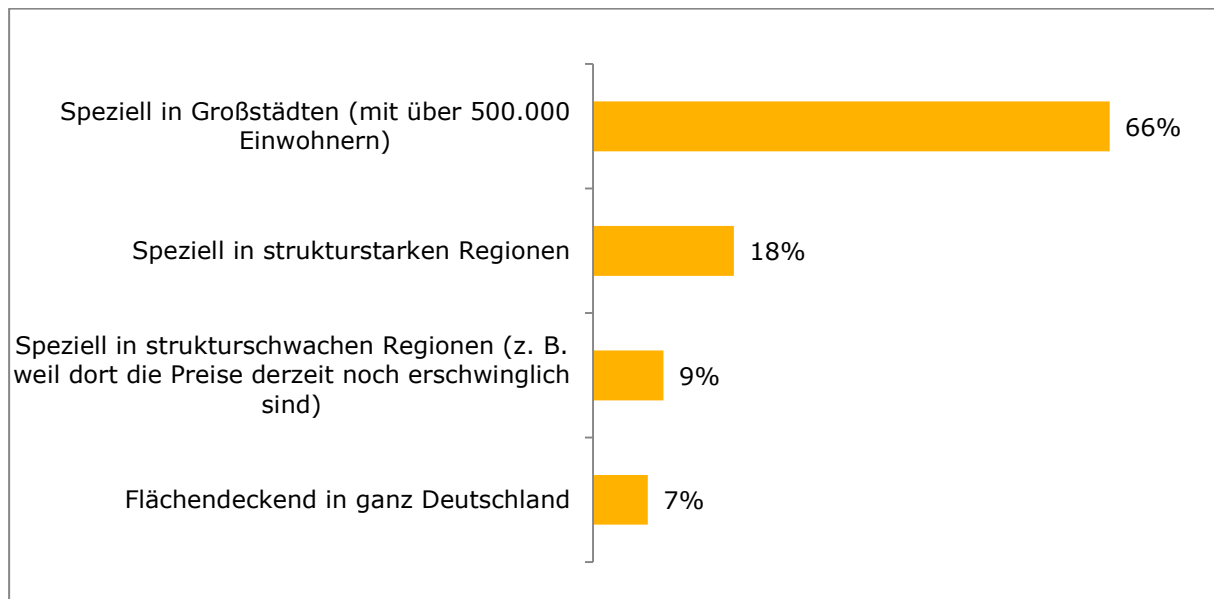 Speziell in Großstädten (mit über 500.000
Einwohnern)
66%
Speziell in strukturstarken Regionen
18%
Speziell in strukturschwachen Regionen (z. B.
weil dort die Preise derzeit noch erschwinglich
sind)
9%
Flächendeckend in ganz Deutschland
7%